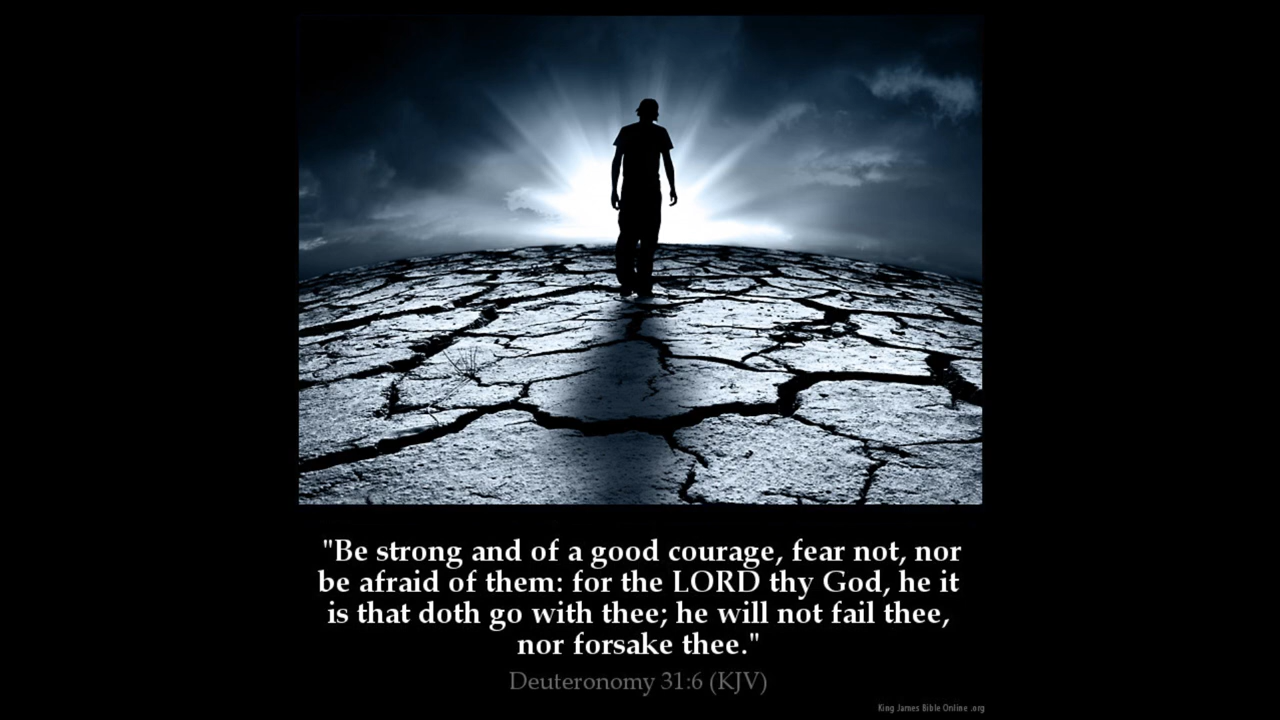 "Be strong and of a good courage, fear not, nor
be afraid of them: for the LORD thy God, he it
is that doth go with thee; he will not fail thee,
nor forsake thee."
Deuteronomy 31:6 (KJV)
King James Bible Online .org